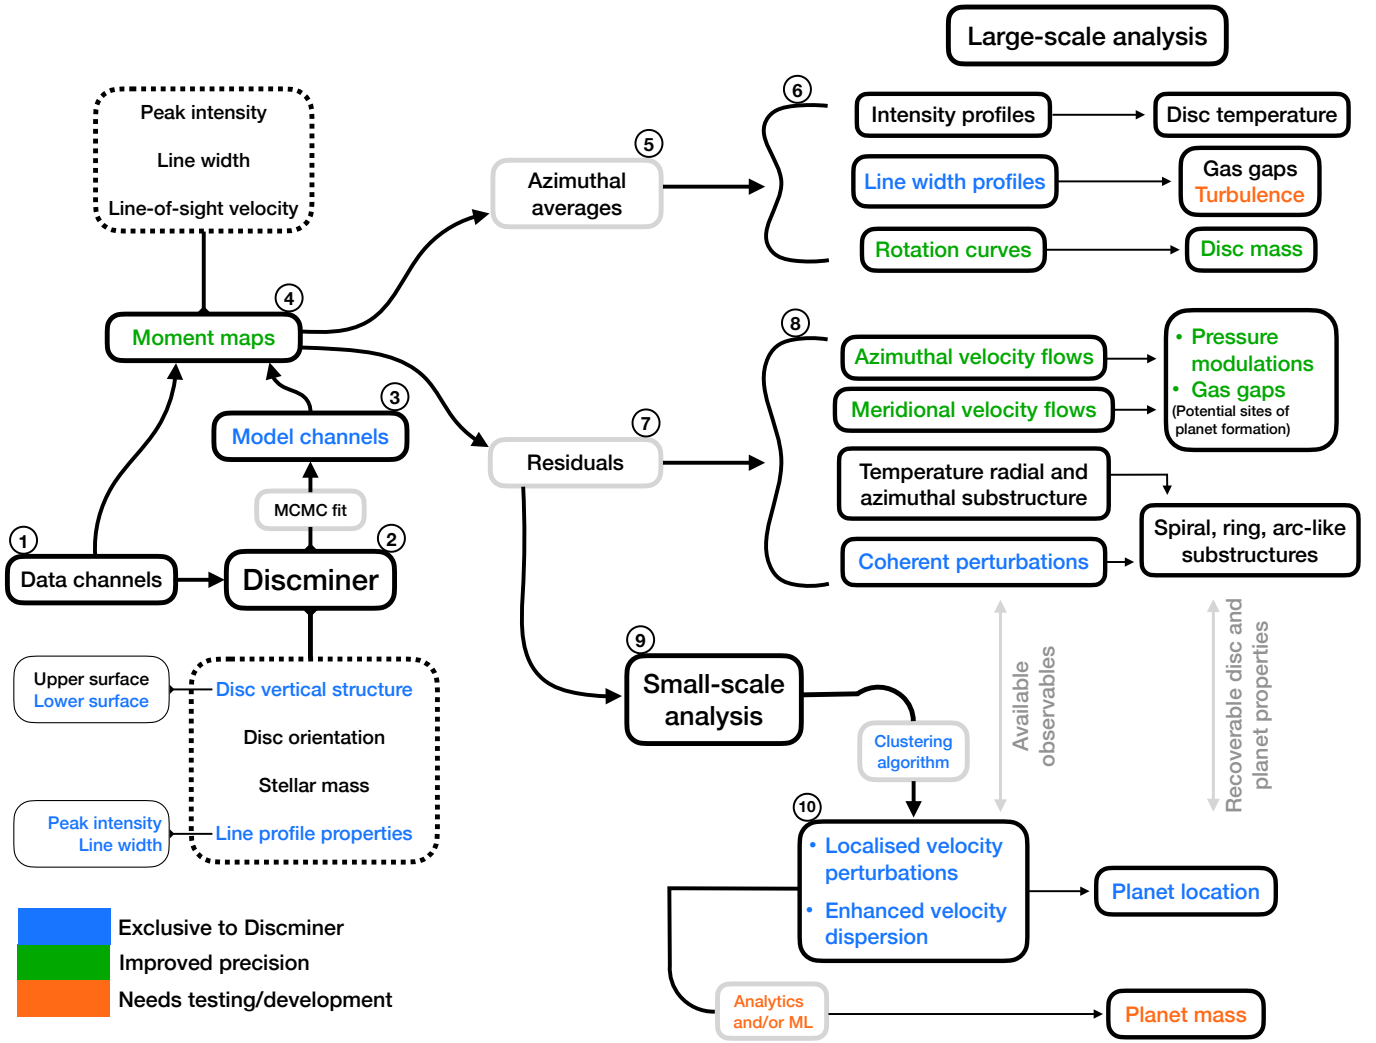 Large-scale analysis
Peak intensity
Line width
Line-of-sight velocity
4
Moment maps
3
Model channels
MCMC fit
1
Data channels
2
Discminer
Upper surface
Lower surface
Disc vertical structure
Disc orientation
Stellar mass
Peak intensity
Line width
Line profile properties
Exclusive to Discminer
Improved precision
Needs testing/development
5
Azimuthal
averages
6
Intensity profiles
Disc temperature
Line width profiles
Gas gaps
Turbulence
Rotation curves
Disc mass
7
Residuals
8
Azimuthal velocity flows
Meridional velocity flows
• Pressure
modulations
• Gas gaps
(Potential sites of
planet formation)
Temperature radial and
azimuthal substructure
Coherent perturbations
Spiral, ring, arc-like
substructures
Available
observables
Recoverable disc and
planet properties
9
Small-scale
analysis
Clustering
algorithm
10
• Localised velocity
perturbations
• Enhanced velocity
dispersion
Planet location
Analytics
and/or ML
Planet mass